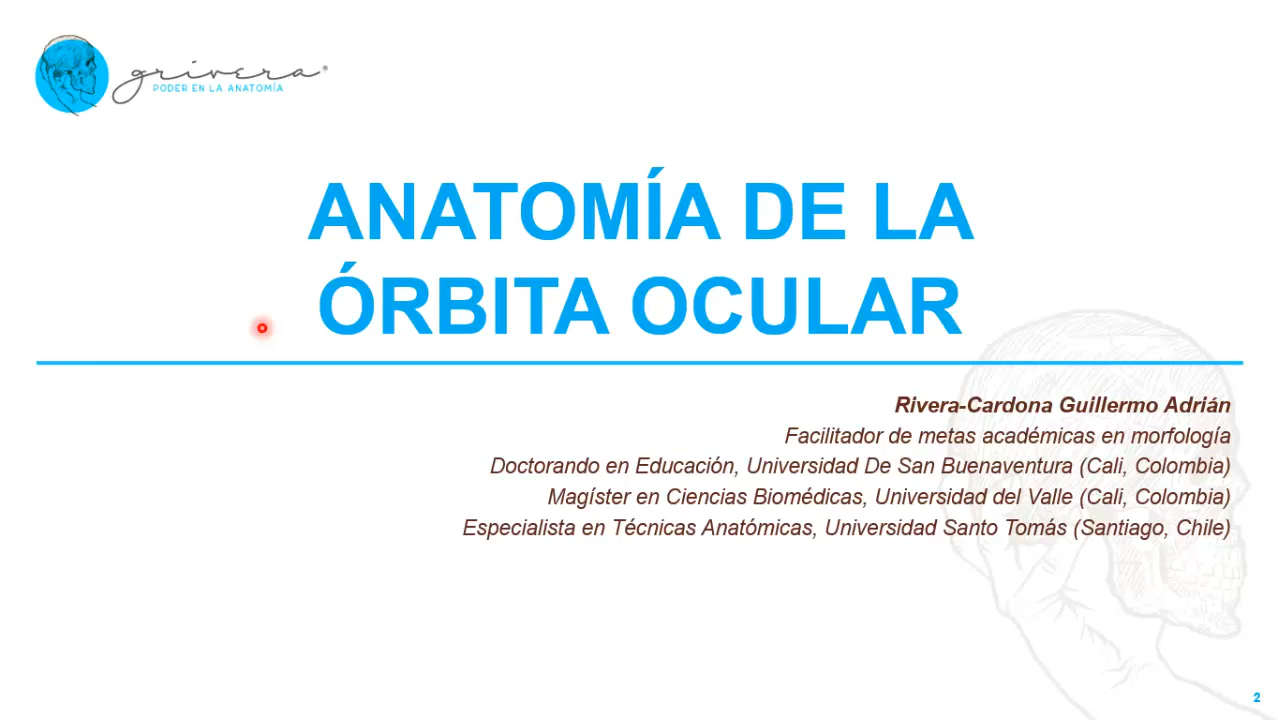 grivera®
PODER EN LA ANATOMÍA
ANATOMÍA DE LA
ÓRBITA OCULAR
Rivera-Cardona Guillermo Adrián
Facilitador de metas académicas en morfología
Doctorando en Educación, Universidad De San Buenaventura (Cali, Colombia)
Magíster en Ciencias Biomédicas, Universidad del Valle (Cali, Colombia)
Especialista en Técnicas Anatómicas, Universidad Santo Tomás (Santiago, Chile)
2